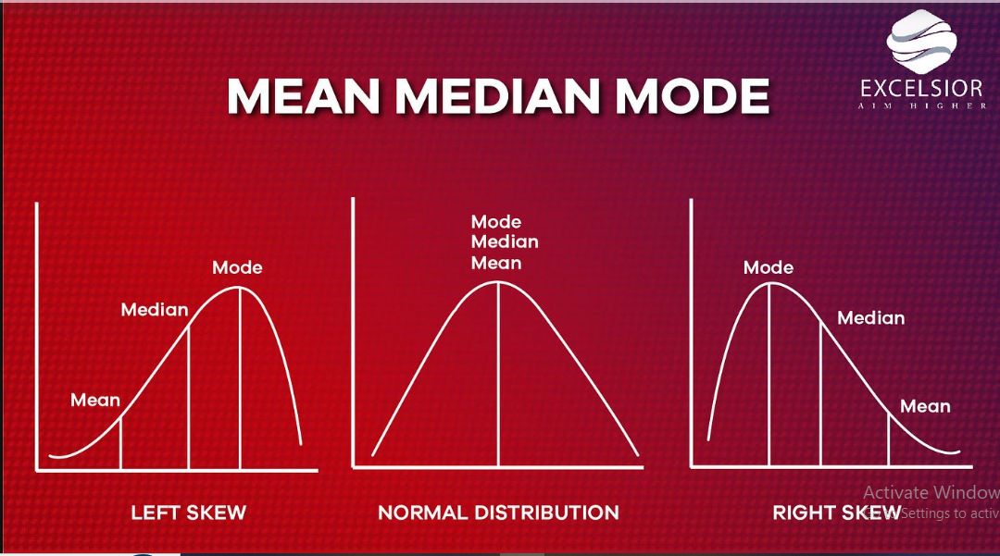 EXCELSIOR
AIM HIGHER
MEAN MEDIAN MODE
Mode
Median
Mean
LEFT SKEW
Mode
Median
Mean
NORMAL DISTRIBUTION
Mode
Median
Mean
RIGHT SKEW
Activate Window
Settings to activ